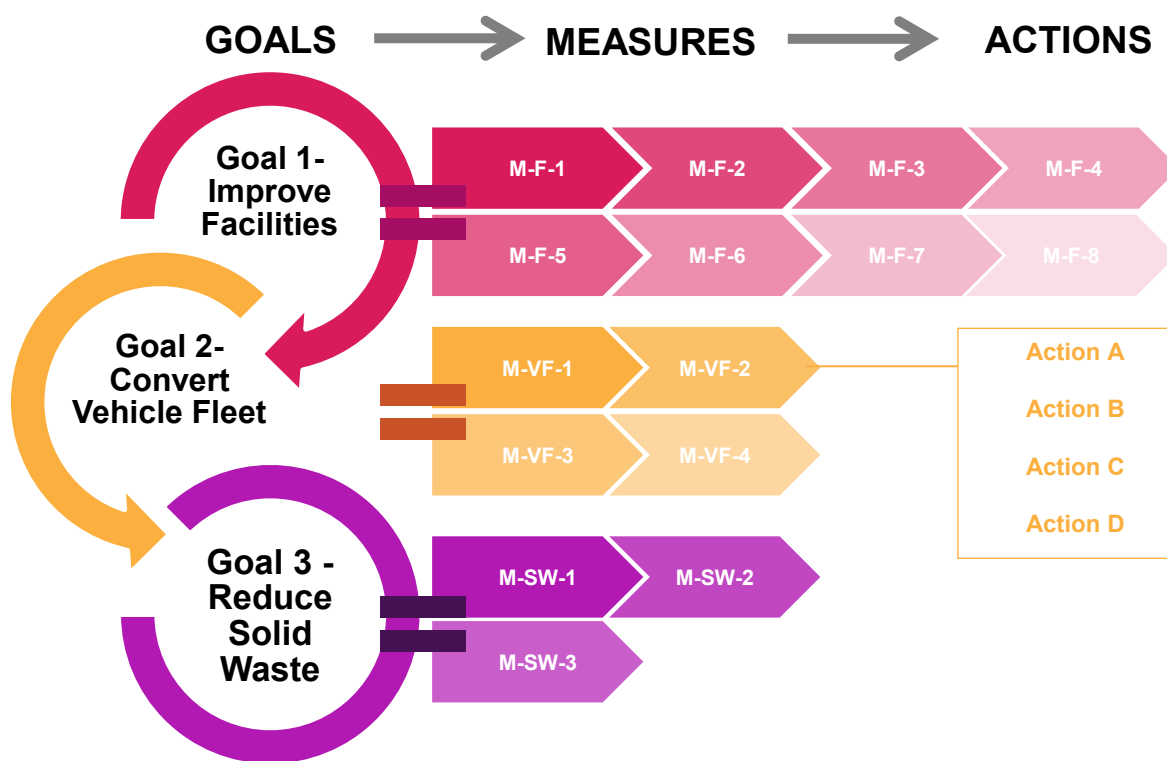 GOALS MEASURES ACTIONS
Goal 1-
Improve
Facilities
M-F-1 M-F-2 M-F-3 M-F-4
M-F-5 M-F-6 M-F-7 M-F-8
Goal 2-
Convert
Vehicle Fleet
M-VF-1 M-VF-2
M-VF-3 M-VF-4
Action A
Action B
Action C
Action D
Goal 3 -
Reduce
Solid
Waste
M-SW-1 M-SW-2
M-SW-3